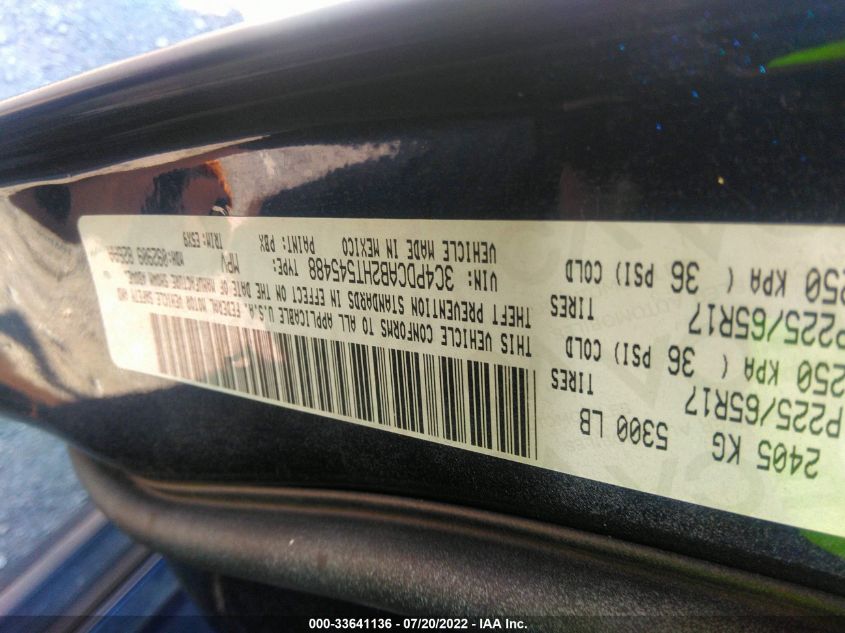 2405 KG
5300 LB
P225/65R17
TIRES
250 KPA ( 36 PSI) COLD
P225/65R17
TIRES
250 KPA ( 36 PSI) COLD
THIS VEHICLE CONFORMS TO ALL APPLICABLE U.S.A. FEDERAL MOTOR VEHICLE SAFETY AND
THEFT PREVENTION STANDARDS IN EFFECT ON THE DATE OF MANUFACTURE SHOWN ABOVE.
VIN: 3C4PDCAB2HT545488 TYPE: MPV
VEHICLE MADE IN MEXICO PAINT: PBX TRIM: E5X9
MDH:
000-33641136 - 07/20/2022 - IAA Inc.